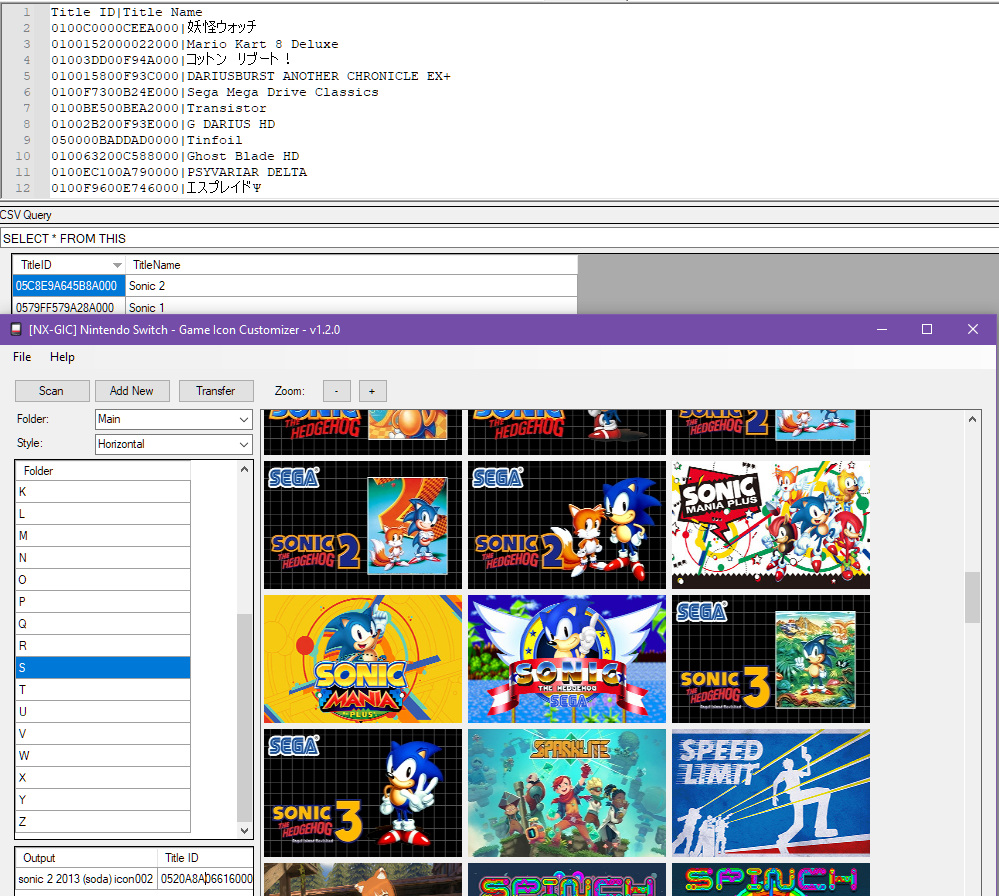 1 Title ID|Title Name
2 0100C0000CEEA000|妖怪ウォッチ
3 0100152000022000|Mario Kart 8 Deluxe
4 01003DD00F94A000|コットン リブート！
5 010015800F93C000|DARIUSBURST ANOTHER CHRONICLE EX+
6 0100F7300B24E000|Sega Mega Drive Classics
7 0100BE500BEA2000|Transistor
8 01002B200F93E000|G DARIUS HD
9 050000BADDAD0000|Tinfoil
10 010063200C588000|Ghost Blade HD
11 0100EC100A790000|PSYVARIAR DELTA
12 0100F9600E746000|エスプレイドΨ
CSV Query
SELECT * FROM THIS
TitleID TitleName
05C8E9A645B8A000 Sonic 2
0579FF579A28A000 Sonic 1
[NX-GIC] Nintendo Switch - Game Icon Customizer - v1.2.0
File Help
Scan Add New Transfer Zoom: - +
Folder: Main
Style: Horizontal
Folder
K
L
M
N
O
P
Q
R
S
T
U
V
W
X
Y
Z
Output Title ID
sonic 2 2013 (soda) icon002 0520A8A06616000
SONIC THE HEDGEHOG
SONIC THE HEDGEHOG
SONIC THE HEDGEHOG 2
SEGA
SONIC THE HEDGEHOG 2
SEGA
SONIC THE HEDGEHOG 2
SONIC
MANIA PLUS
SONIC
MANIA
PLUS
SONIC
THE HEDGEHOG
SEGA
SEGA
SONIC THE HEDGEHOG 3
SEGA
SONIC THE HEDGEHOG 3
SPARKLITE
SPEED
LIMIT
SPINCH
SPINCH